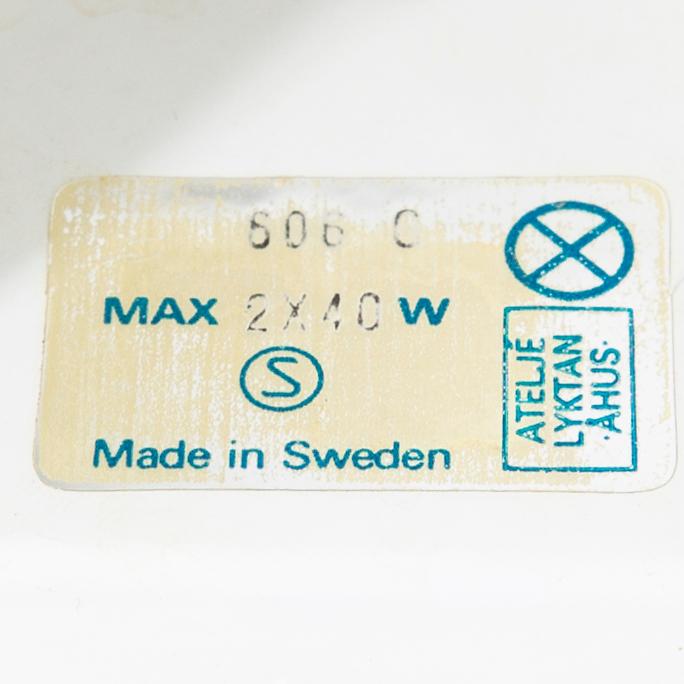 606 C
MAX 2X40 W
S
Made in Sweden
ATELJÉ
LYKTAN
·ÅHUS·